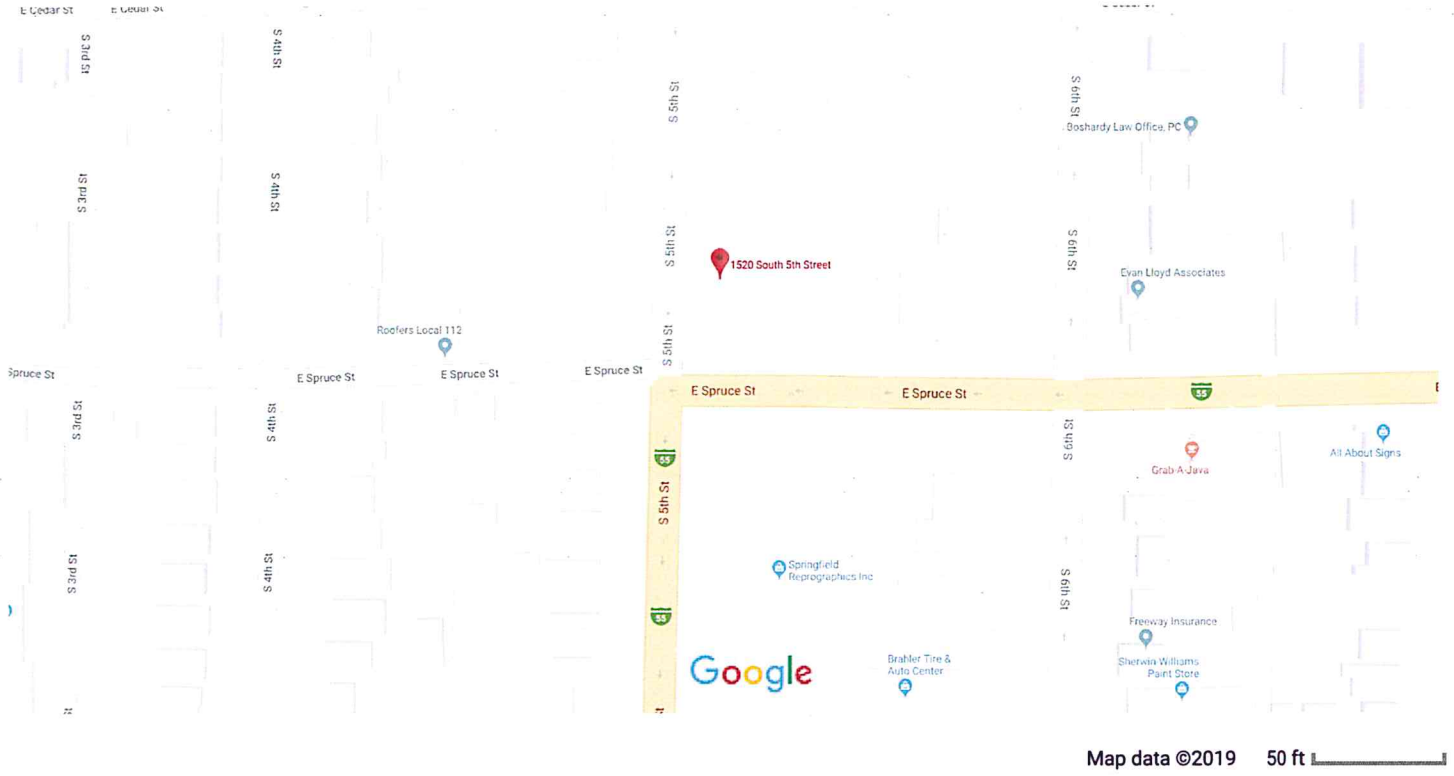 E Cedar St
E Cedar St
S 3rd St
S 4th St
S 5th St
S 6th St
Boshardy Law Office, PC
S 3rd St
S 4th St
S 5th St
S 6th St
1520 South 5th Street
Evan Lloyd Associates
Roofers Local 112
S 5th St
Spruce St
E Spruce St
E Spruce St
E Spruce St
E Spruce St
E Spruce St
55
E
S 3rd St
S 4th St
S 6th St
All About Signs
55
Grab-A-Java
S 5th St
S 3rd St
S 4th St
Springfield
Reprographics Inc
S 6th St
55
Freeway Insurance
Google
Brahler Tire &
Auto Center
Sherwin-Williams
Paint Store
st
st
Map data ©2019
50 ft